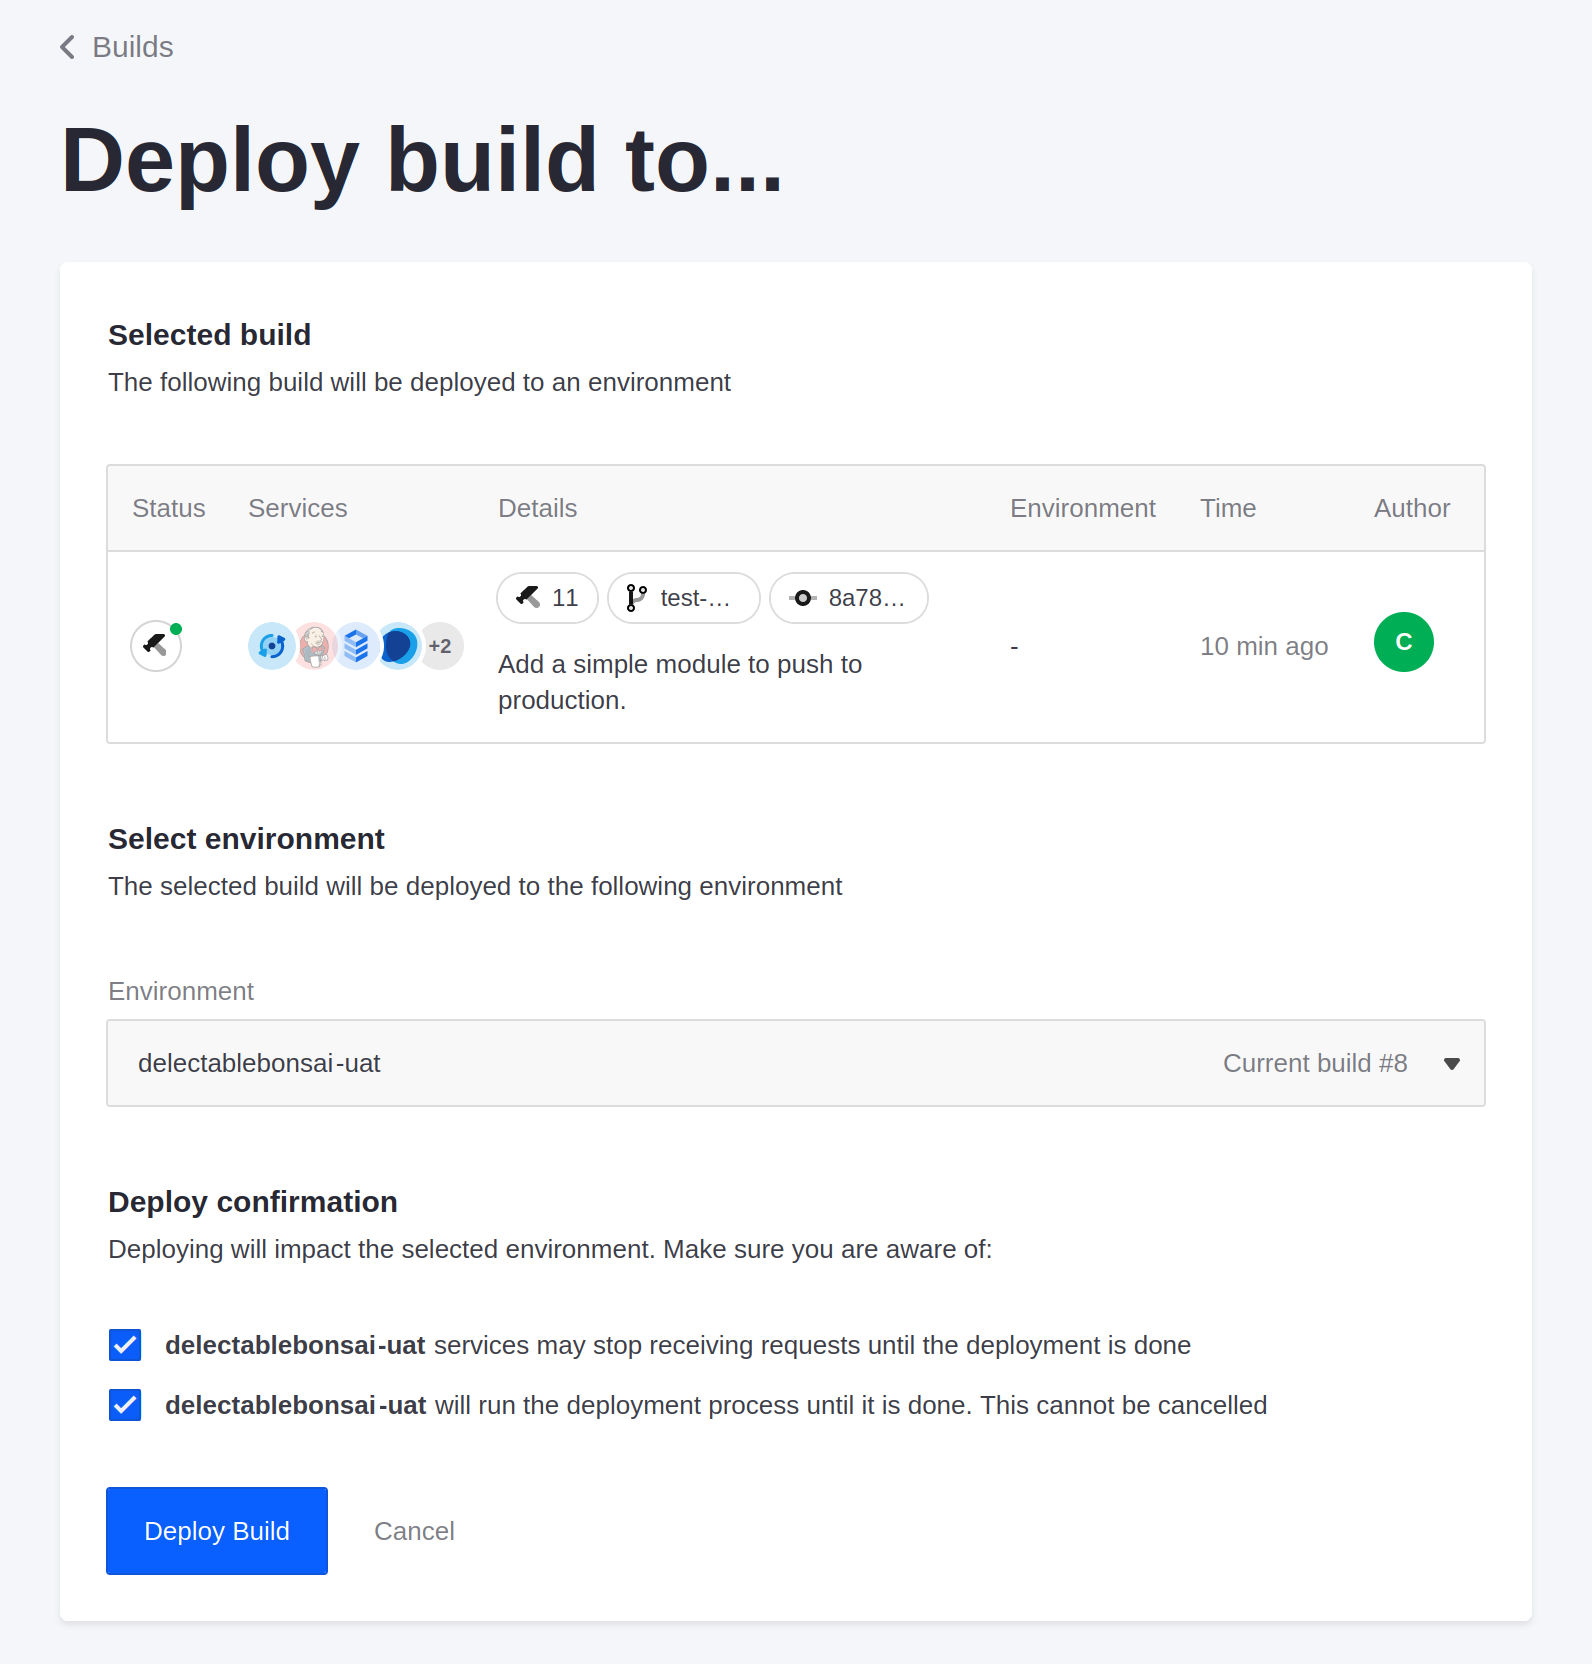 Builds
Deploy build to...
Selected build
The following build will be deployed to an environment
Status Services Details Environment Time Author
11 test-... 8a78...
+2 - 10 min ago C
Add a simple module to push to
production.
Select environment
The selected build will be deployed to the following environment
Environment
delectablebonsai-uat Current build #8
Deploy confirmation
Deploying will impact the selected environment. Make sure you are aware of:
delectablebonsai-uat services may stop receiving requests until the deployment is done
delectablebonsai-uat will run the deployment process until it is done. This cannot be cancelled
Deploy Build Cancel